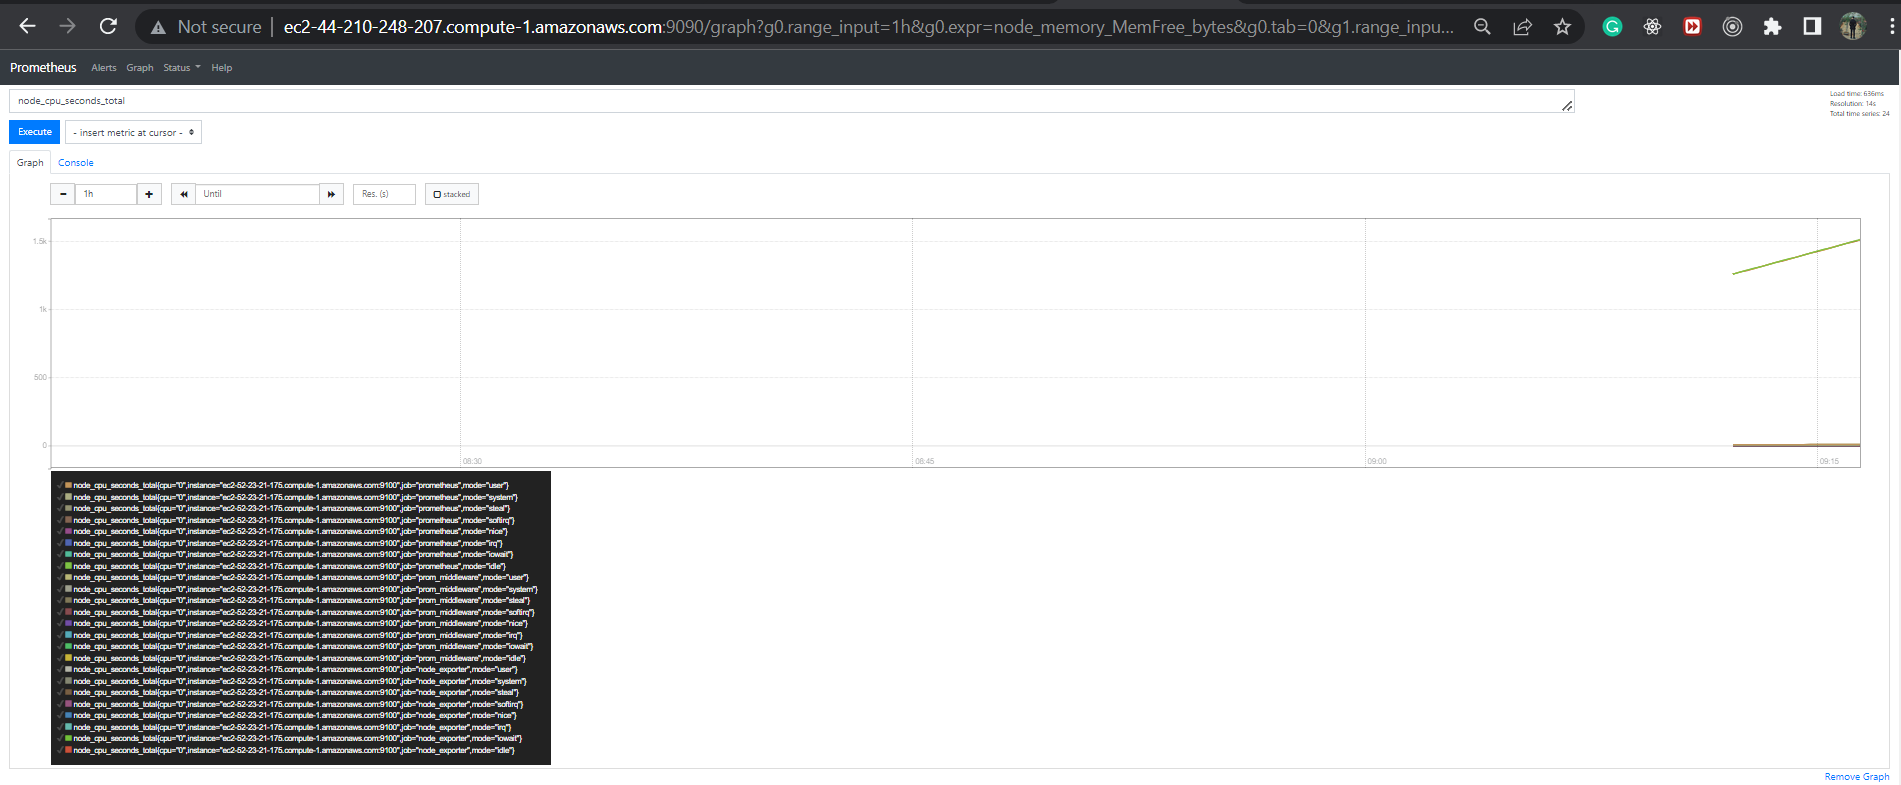 Not secure | ec2-44-210-248-207.compute-1.amazonaws.com:9090/graph?g0.range_input=1h&g0.expr=node_memory_MemFree_bytes&g0.tab=0&g1.range_inpu...
Prometheus Alerts Graph Status Help
node_cpu_seconds_total
Load time: 636ms
Resolution: 14s
Total time series: 24
Execute - insert metric at cursor -
Graph Console
1h Until Res. (s) stacked
1.5k
1k
500
0
08:30 08:45 09:00 09:15
node_cpu_seconds_total{cpu="0",instance="ec2-52-23-21-175.compute-1.amazonaws.com:9100",job="prometheus",mode="user"}
node_cpu_seconds_total{cpu="0",instance="ec2-52-23-21-175.compute-1.amazonaws.com:9100",job="prometheus",mode="system"}
node_cpu_seconds_total{cpu="0",instance="ec2-52-23-21-175.compute-1.amazonaws.com:9100",job="prometheus",mode="steal"}
node_cpu_seconds_total{cpu="0",instance="ec2-52-23-21-175.compute-1.amazonaws.com:9100",job="prometheus",mode="softirq"}
node_cpu_seconds_total{cpu="0",instance="ec2-52-23-21-175.compute-1.amazonaws.com:9100",job="prometheus",mode="nice"}
node_cpu_seconds_total{cpu="0",instance="ec2-52-23-21-175.compute-1.amazonaws.com:9100",job="prometheus",mode="irq"}
node_cpu_seconds_total{cpu="0",instance="ec2-52-23-21-175.compute-1.amazonaws.com:9100",job="prometheus",mode="iowait"}
node_cpu_seconds_total{cpu="0",instance="ec2-52-23-21-175.compute-1.amazonaws.com:9100",job="prometheus",mode="idle"}
node_cpu_seconds_total{cpu="0",instance="ec2-52-23-21-175.compute-1.amazonaws.com:9100",job="prom_middleware",mode="user"}
node_cpu_seconds_total{cpu="0",instance="ec2-52-23-21-175.compute-1.amazonaws.com:9100",job="prom_middleware",mode="system"}
node_cpu_seconds_total{cpu="0",instance="ec2-52-23-21-175.compute-1.amazonaws.com:9100",job="prom_middleware",mode="steal"}
node_cpu_seconds_total{cpu="0",instance="ec2-52-23-21-175.compute-1.amazonaws.com:9100",job="prom_middleware",mode="softirq"}
node_cpu_seconds_total{cpu="0",instance="ec2-52-23-21-175.compute-1.amazonaws.com:9100",job="prom_middleware",mode="nice"}
node_cpu_seconds_total{cpu="0",instance="ec2-52-23-21-175.compute-1.amazonaws.com:9100",job="prom_middleware",mode="irq"}
node_cpu_seconds_total{cpu="0",instance="ec2-52-23-21-175.compute-1.amazonaws.com:9100",job="prom_middleware",mode="iowait"}
node_cpu_seconds_total{cpu="0",instance="ec2-52-23-21-175.compute-1.amazonaws.com:9100",job="prom_middleware",mode="idle"}
node_cpu_seconds_total{cpu="0",instance="ec2-52-23-21-175.compute-1.amazonaws.com:9100",job="node_exporter",mode="user"}
node_cpu_seconds_total{cpu="0",instance="ec2-52-23-21-175.compute-1.amazonaws.com:9100",job="node_exporter",mode="system"}
node_cpu_seconds_total{cpu="0",instance="ec2-52-23-21-175.compute-1.amazonaws.com:9100",job="node_exporter",mode="steal"}
node_cpu_seconds_total{cpu="0",instance="ec2-52-23-21-175.compute-1.amazonaws.com:9100",job="node_exporter",mode="softirq"}
node_cpu_seconds_total{cpu="0",instance="ec2-52-23-21-175.compute-1.amazonaws.com:9100",job="node_exporter",mode="nice"}
node_cpu_seconds_total{cpu="0",instance="ec2-52-23-21-175.compute-1.amazonaws.com:9100",job="node_exporter",mode="irq"}
node_cpu_seconds_total{cpu="0",instance="ec2-52-23-21-175.compute-1.amazonaws.com:9100",job="node_exporter",mode="iowait"}
node_cpu_seconds_total{cpu="0",instance="ec2-52-23-21-175.compute-1.amazonaws.com:9100",job="node_exporter",mode="idle"}
Remove Graph